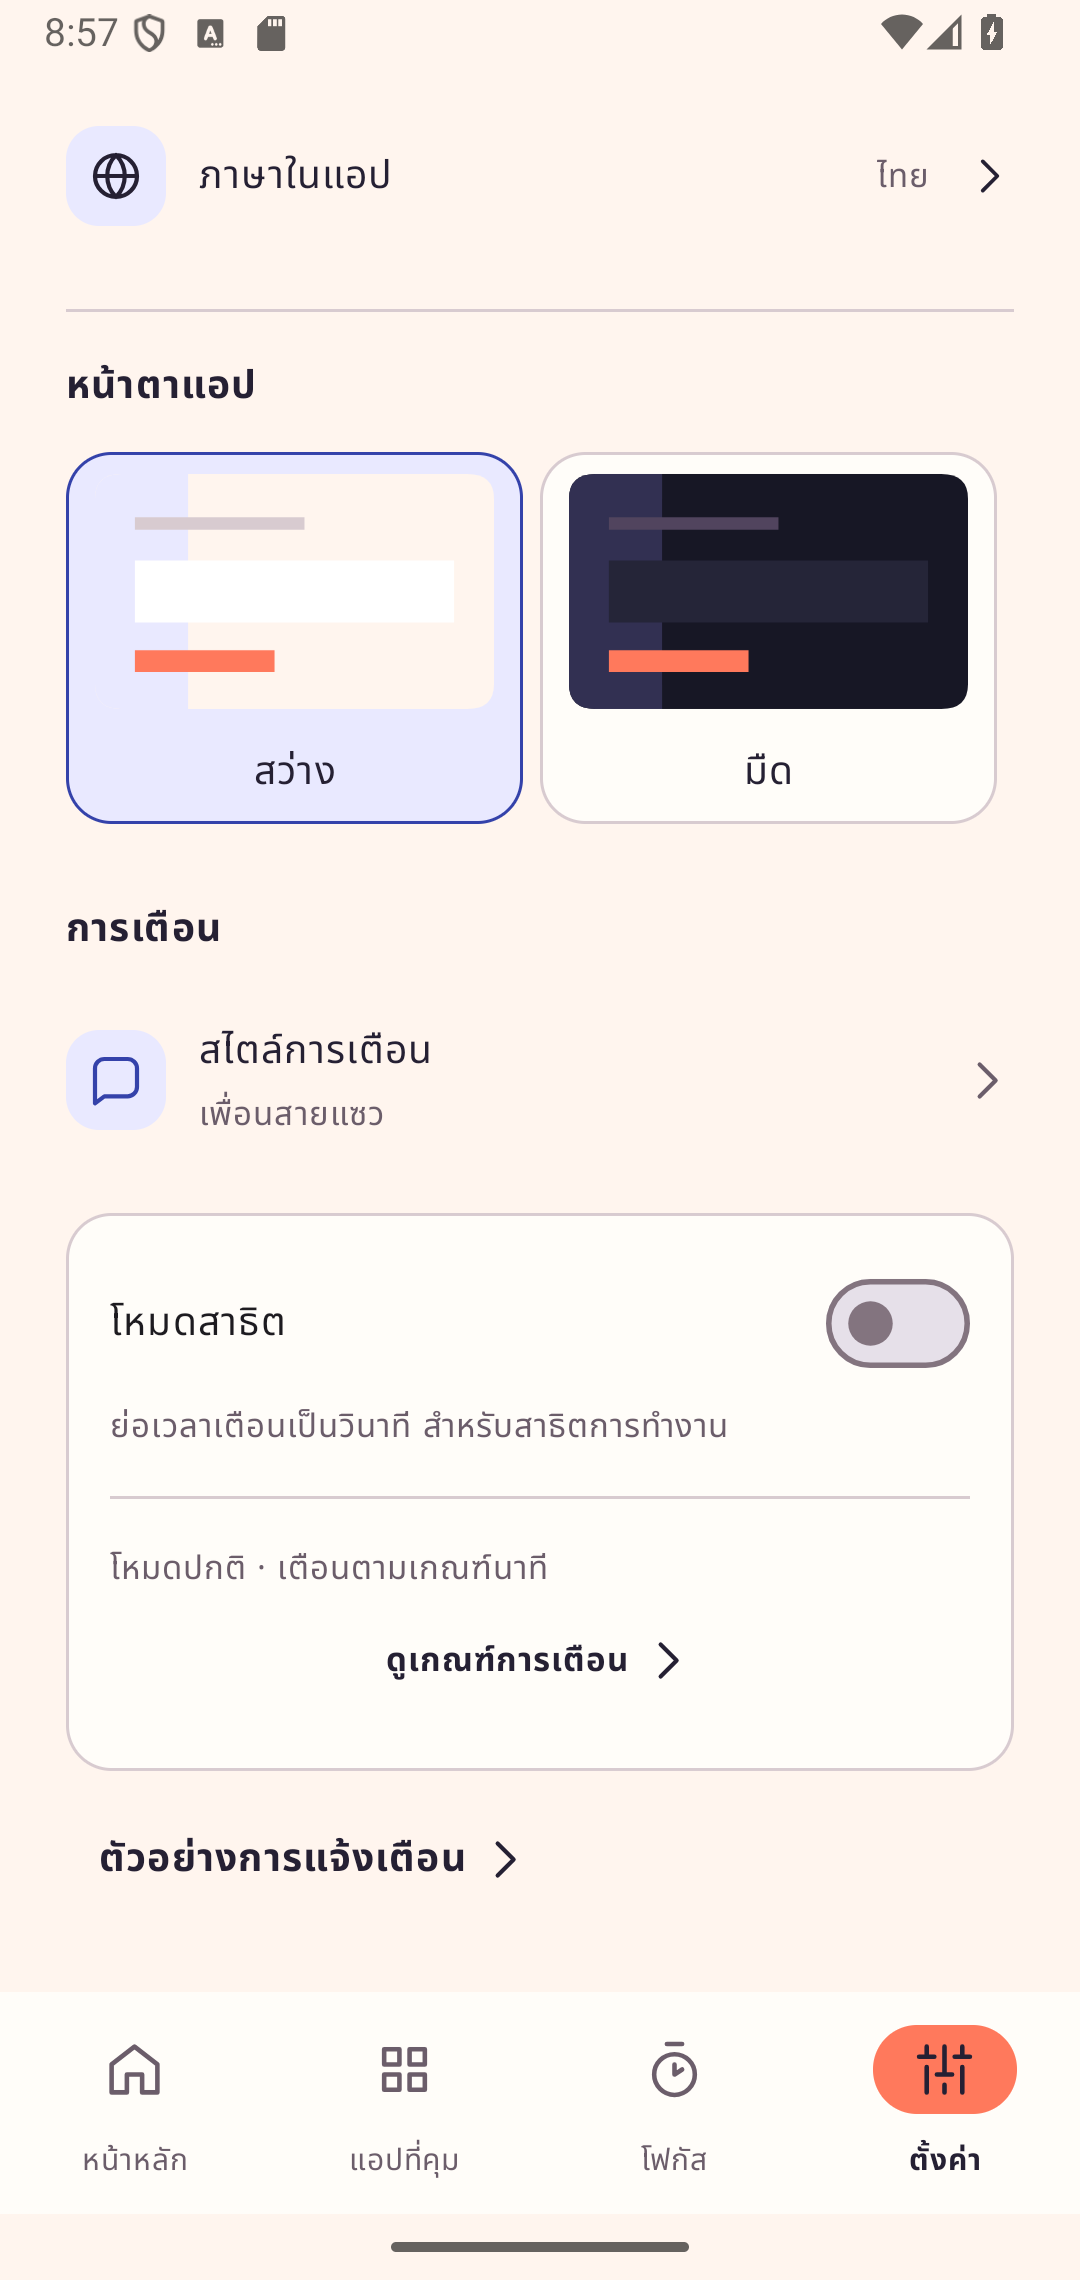 8:57
ภาษาในแอป
ไทย
หน้าตาแอป
สว่าง
มืด
การเตือน
สไตล์การเตือน
เพื่อนสายแซว
โหมดสาธิต
ย่อเวลาเตือนเป็นวินาที สำหรับสาธิตการทำงาน
โหมดปกติ · เตือนตามเกณฑ์นาที
ดูเกณฑ์การเตือน
ตัวอย่างการแจ้งเตือน
หน้าหลัก
แอปที่คุม
โฟกัส
ตั้งค่า